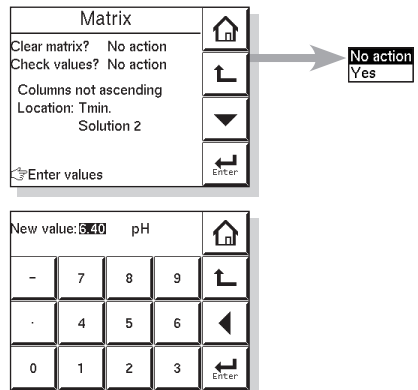 Matrix
Clear matrix? No action
Check values? No action
Columns not ascending
Location: Tmin.
Solution 2
Enter values
Enter
No action
Yes
New value: 6.40 pH
- 7 8 9
. 4 5 6
0 1 2 3
Enter